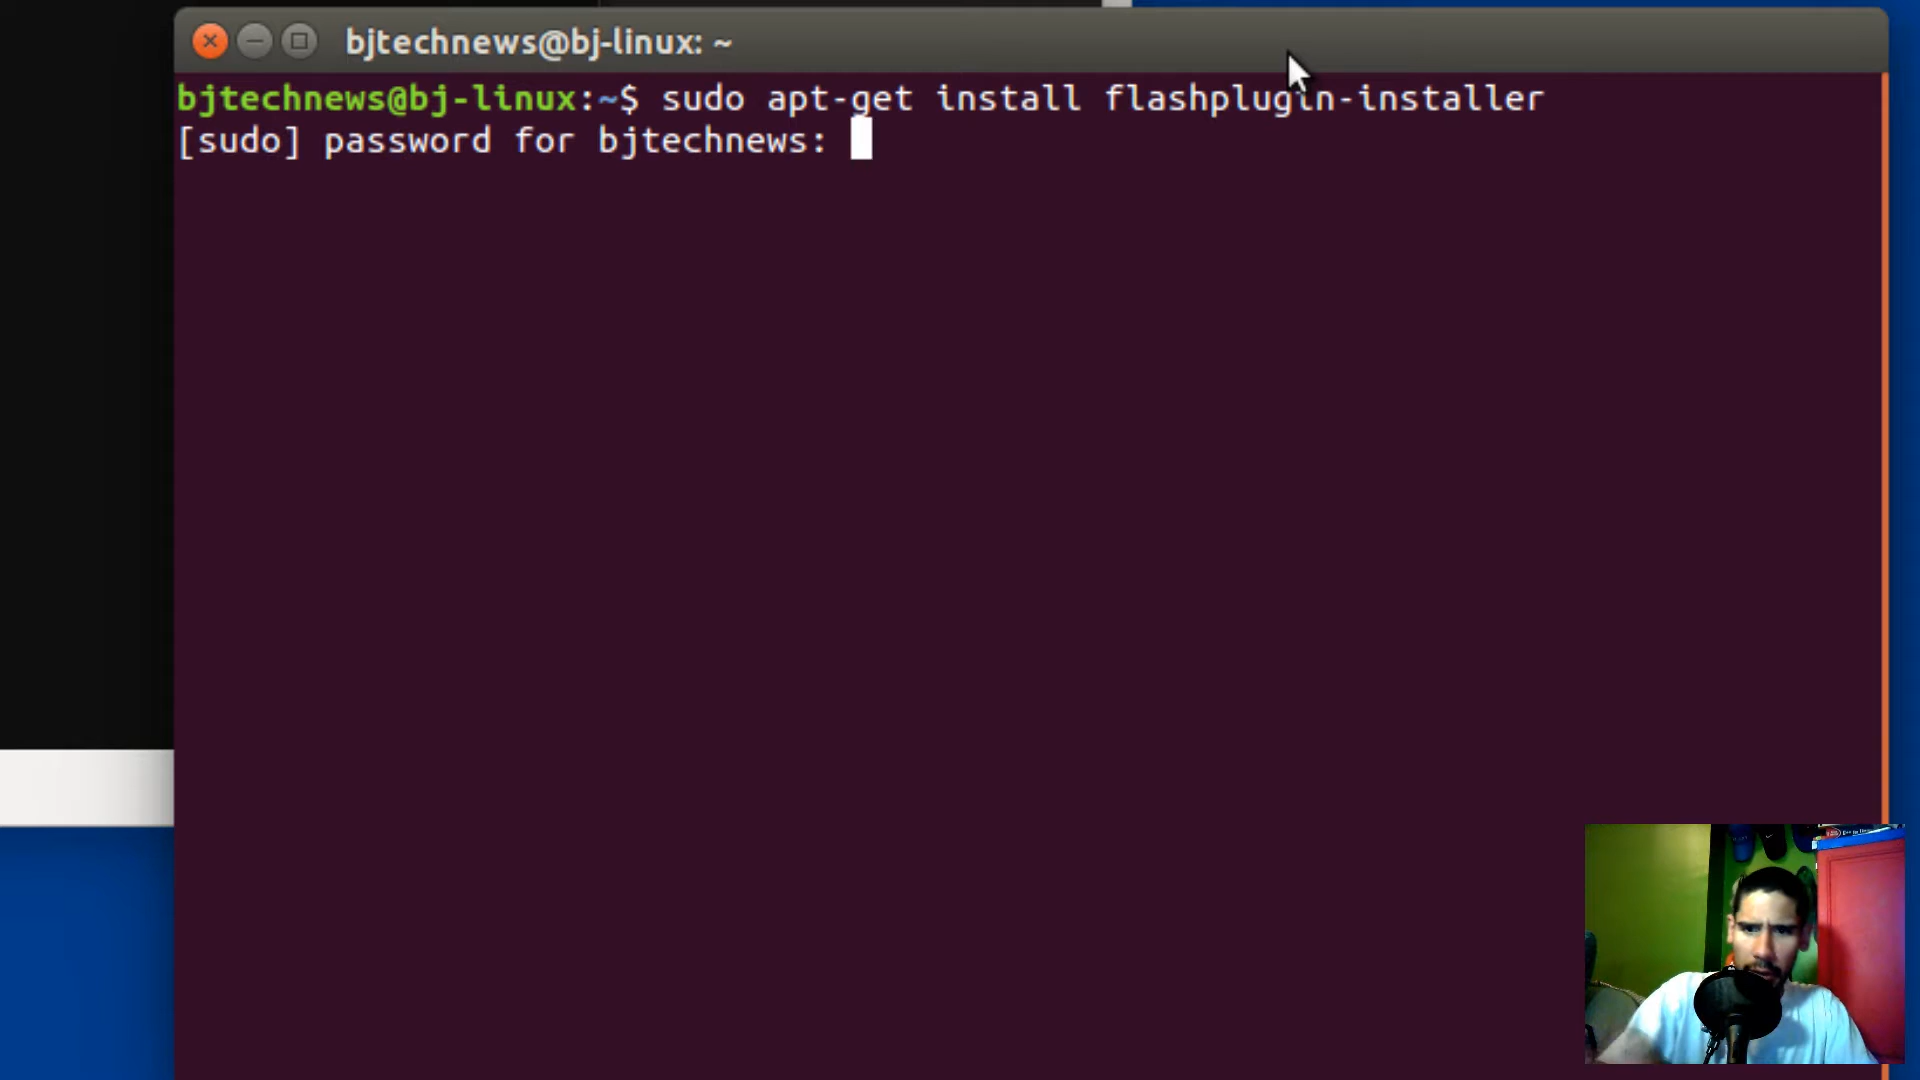 bjtechnews@bj-linux: ~
bjtechnews@bj-linux:~$ sudo apt-get install flashplugin-installer
[sudo] password for bjtechnews: